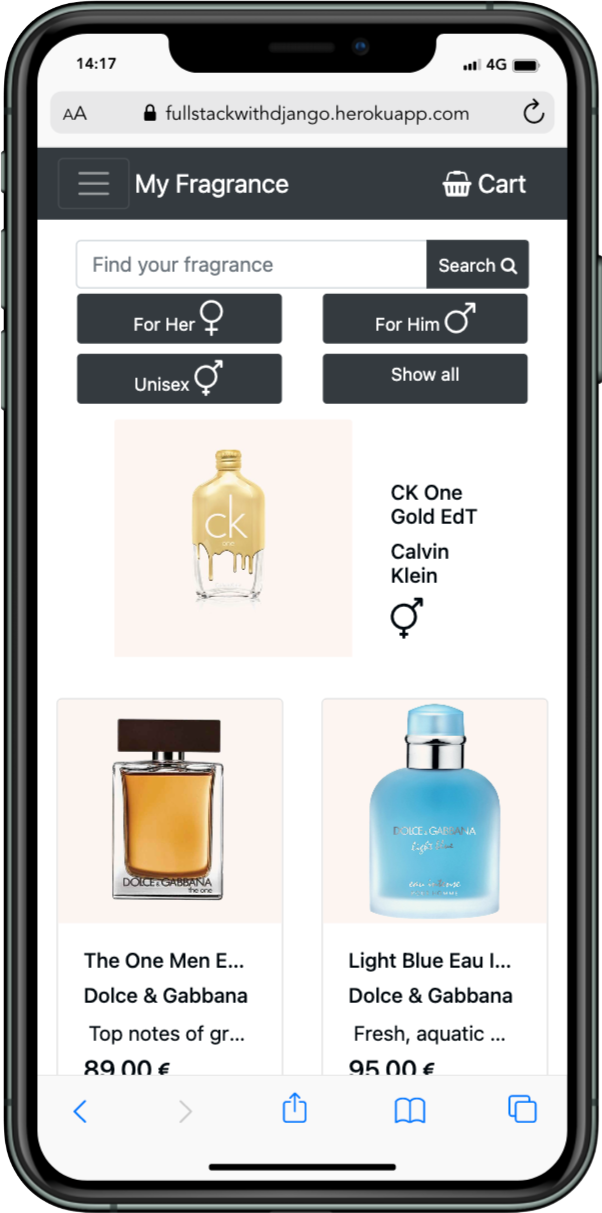 14:17
4G
AA fullstackwithdjango.herokuapp.com
My Fragrance Cart
Find your fragrance Search
For Her For Him
Unisex Show all
ck
one
CK One
Gold EdT
Calvin
Klein
DOLCE & GABBANA
the one
DOLCE & GABBANA
light blue
eau intense
The One Men E...
Dolce & Gabbana
Top notes of gr...
89,00 €
Light Blue Eau I...
Dolce & Gabbana
Fresh, aquatic ...
95,00 €